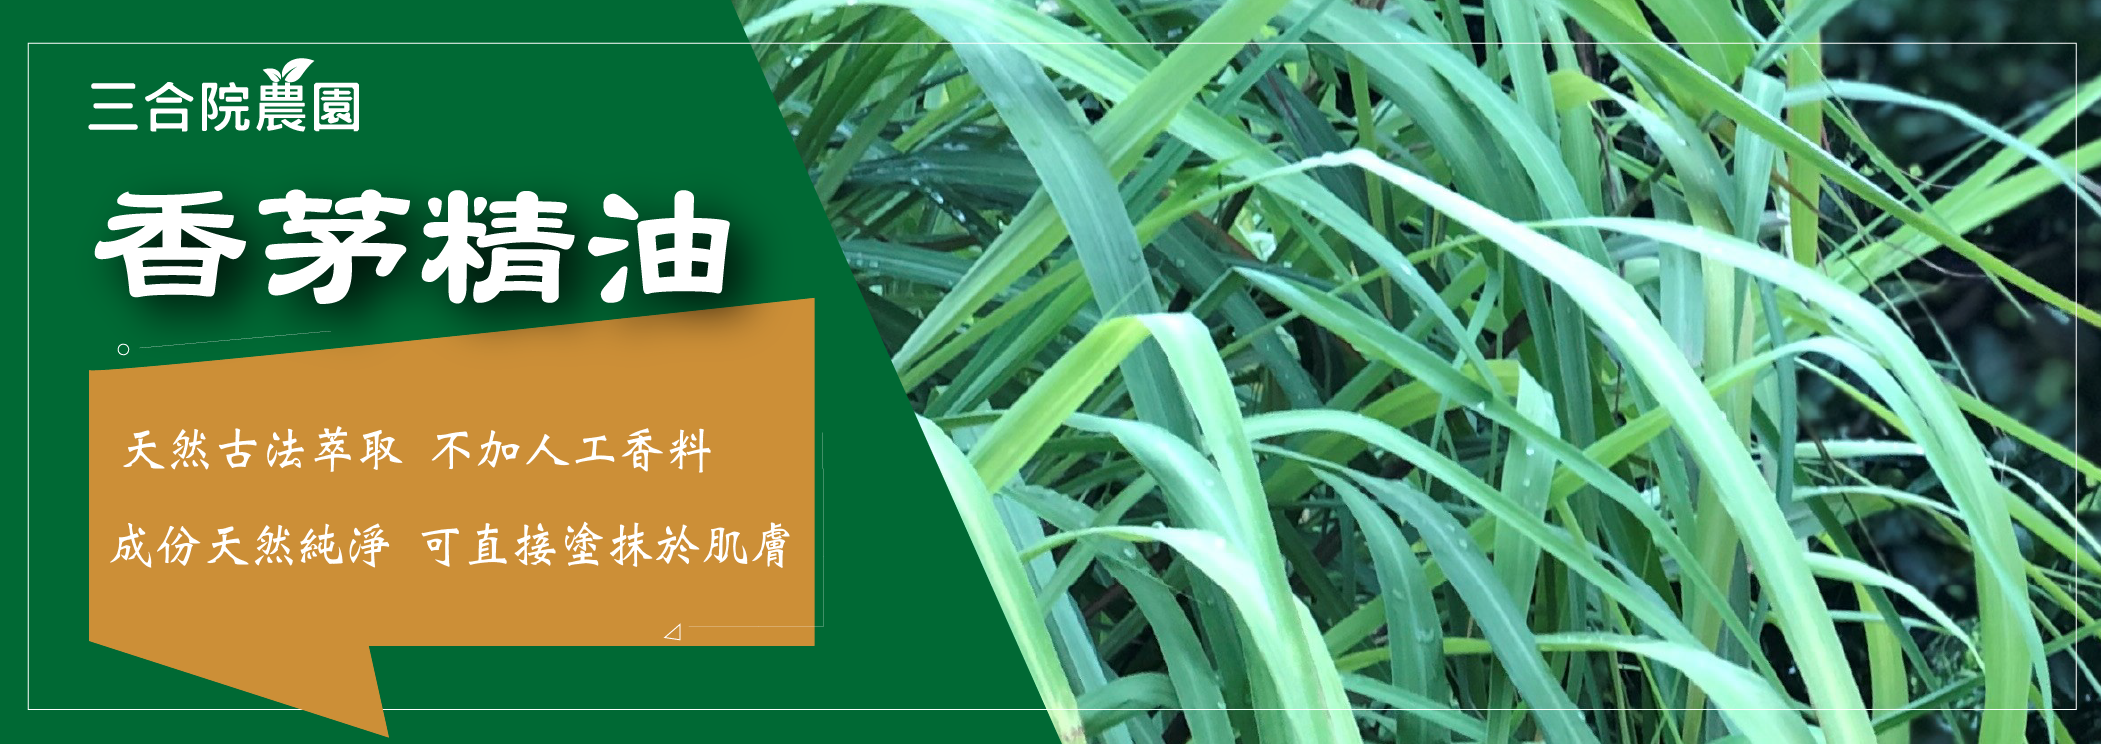 三合院農園
香茅精油
天然古法萃取 不加人工香料
成份天然純淨 可直接塗抹於肌膚